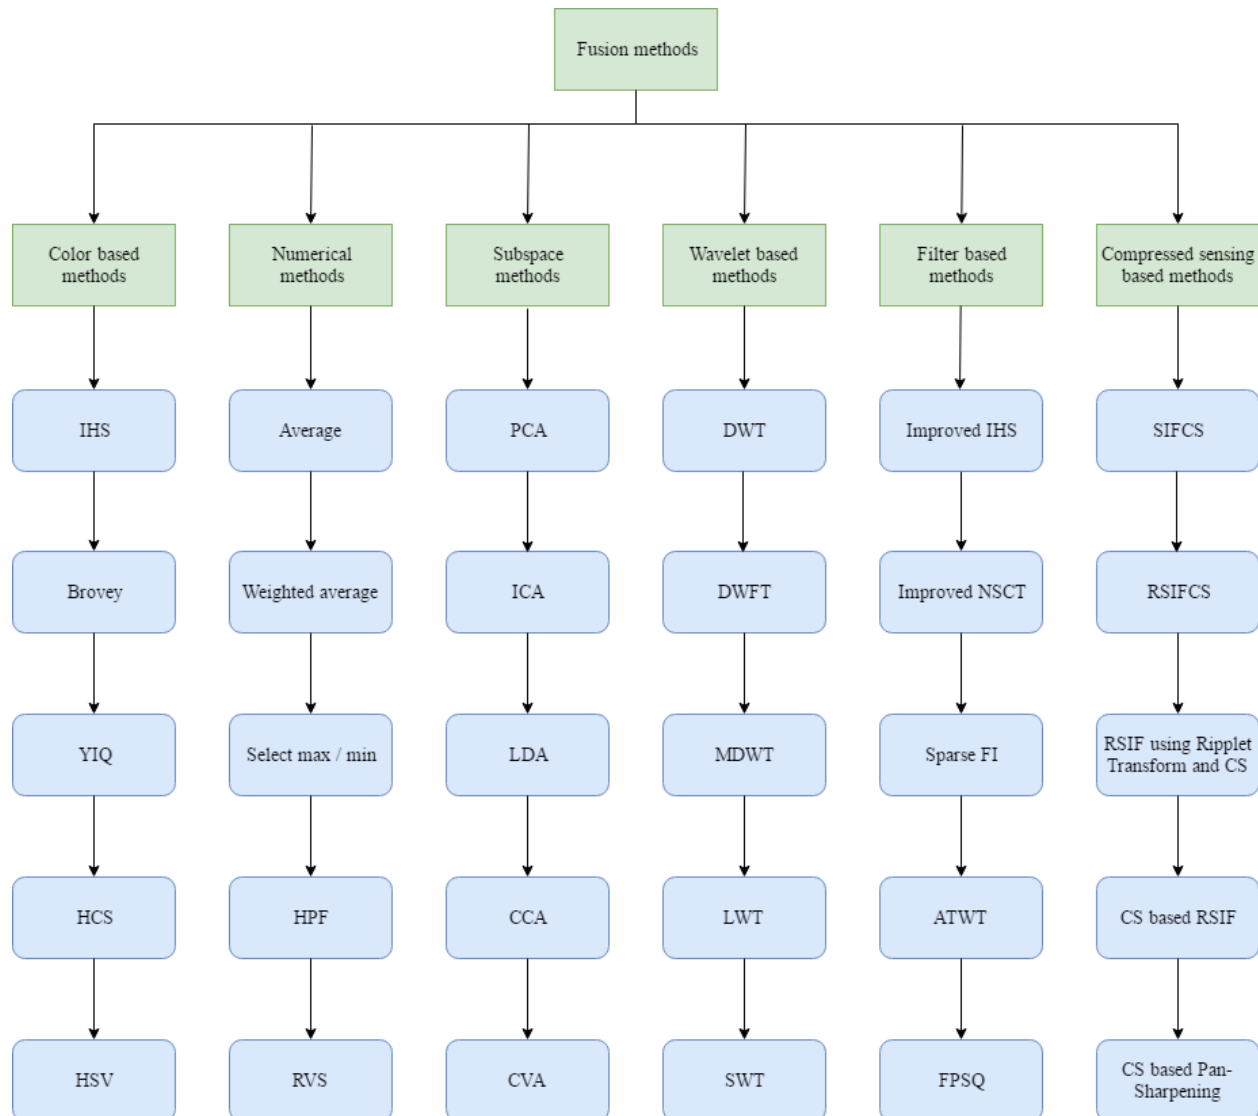 Fusion methods
Color based
methods
Numerical
methods
Subspace
methods
Wavelet based
methods
Filter based
methods
Compressed sensing
based methods
IHS
Average
PCA
DWT
Improved IHS
SIFCS
Brovey
Weighted average
ICA
DWFT
Improved NSCT
RSIFCS
YIQ
Select max / min
LDA
MDWT
Sparse FI
RSIF using Ripplet
Transform and CS
HCS
HPF
CCA
LWT
ATWT
CS based RSIF
HSV
RVS
CVA
SWT
FPSQ
CS based Pan-
Sharpening